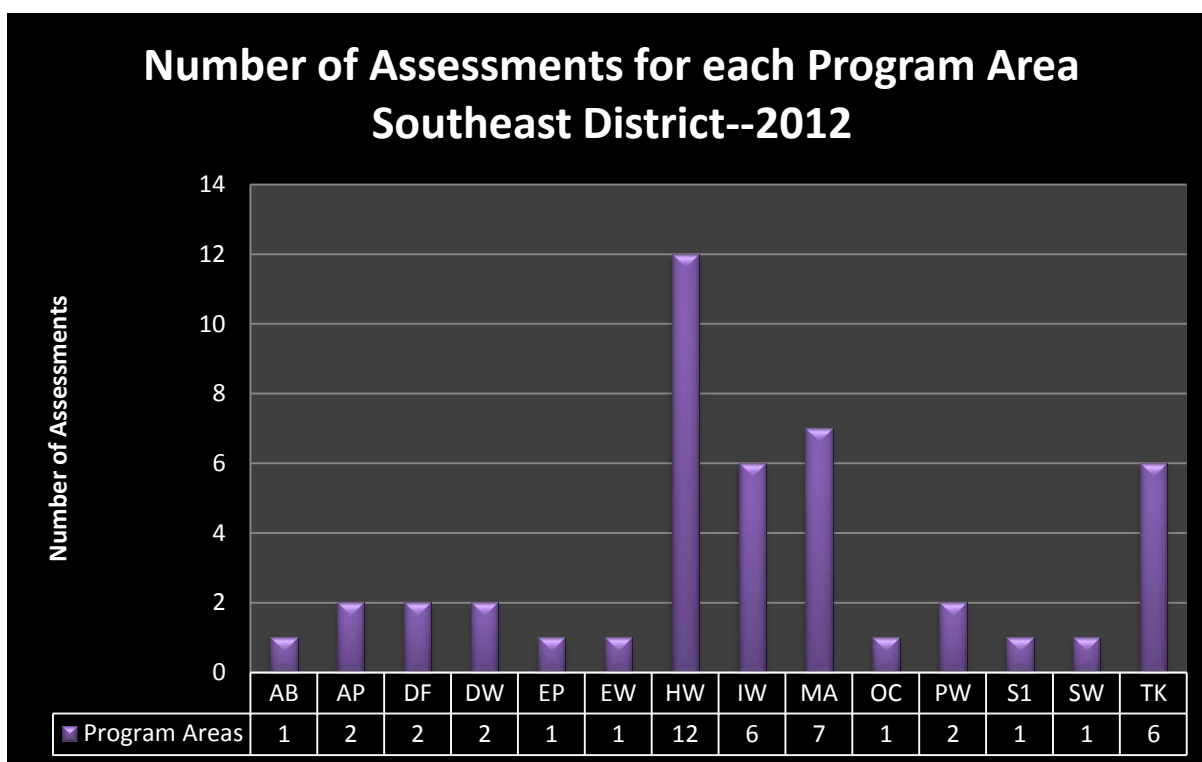 Number of Assessments for each Program Area
Southeast District--2012
Number of Assessments
14
12
10
8
6
4
2
0
AB AP DF DW EP EW HW IW MA OC PW S1 SW TK
Program Areas 1 2 2 2 1 1 12 6 7 1 2 1 1 6